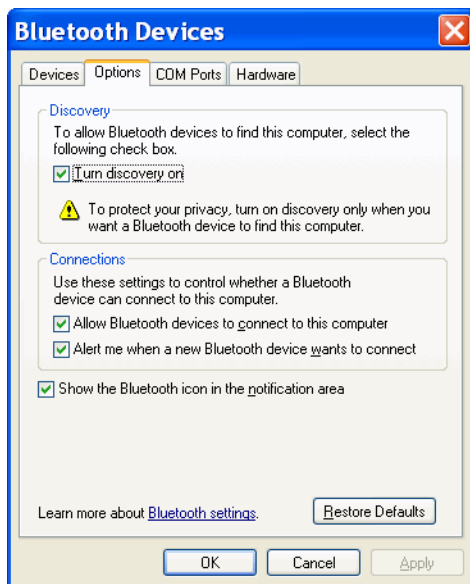 Bluetooth Devices
Devices Options COM Ports Hardware
Discovery
To allow Bluetooth devices to find this computer, select the
following check box.
Turn discovery on
To protect your privacy, turn on discovery only when you
want a Bluetooth device to find this computer.
Connections
Use these settings to control whether a Bluetooth
device can connect to this computer.
Allow Bluetooth devices to connect to this computer
Alert me when a new Bluetooth device wants to connect
Show the Bluetooth icon in the notification area
Learn more about Bluetooth settings. Restore Defaults
OK Cancel Apply